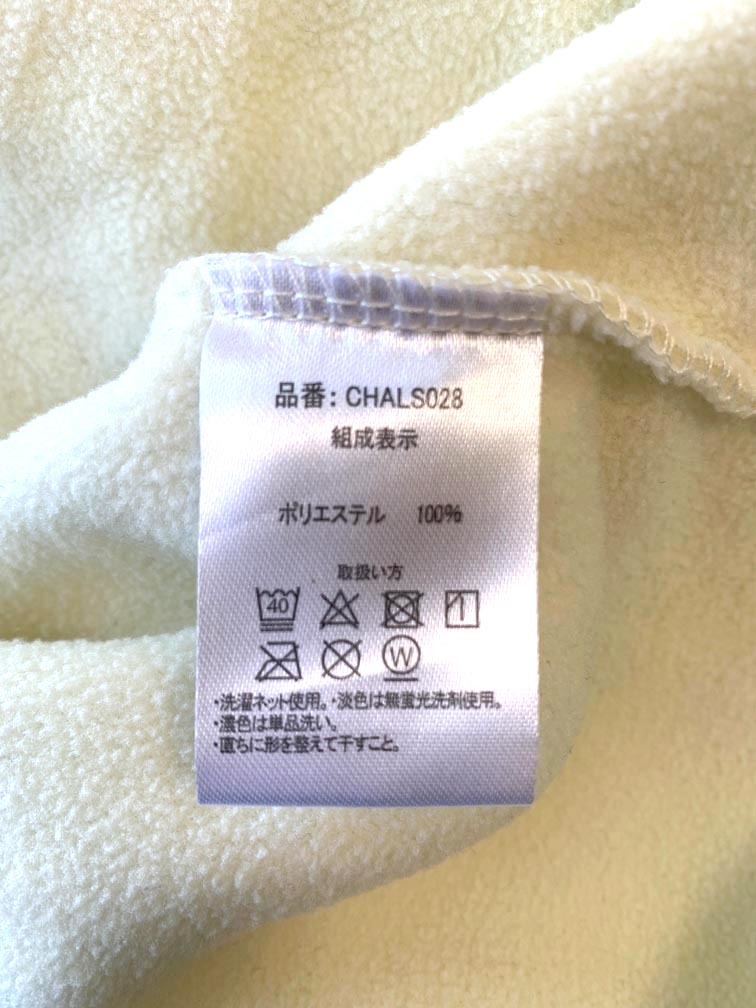 品番: CHALS028
組成表示
ポリエステル 100%
取扱い方
40
W
・洗濯ネット使用。・淡色は無蛍光洗剤使用。
・濃色は単品洗い。
・直ちに形を整えて干すこと。